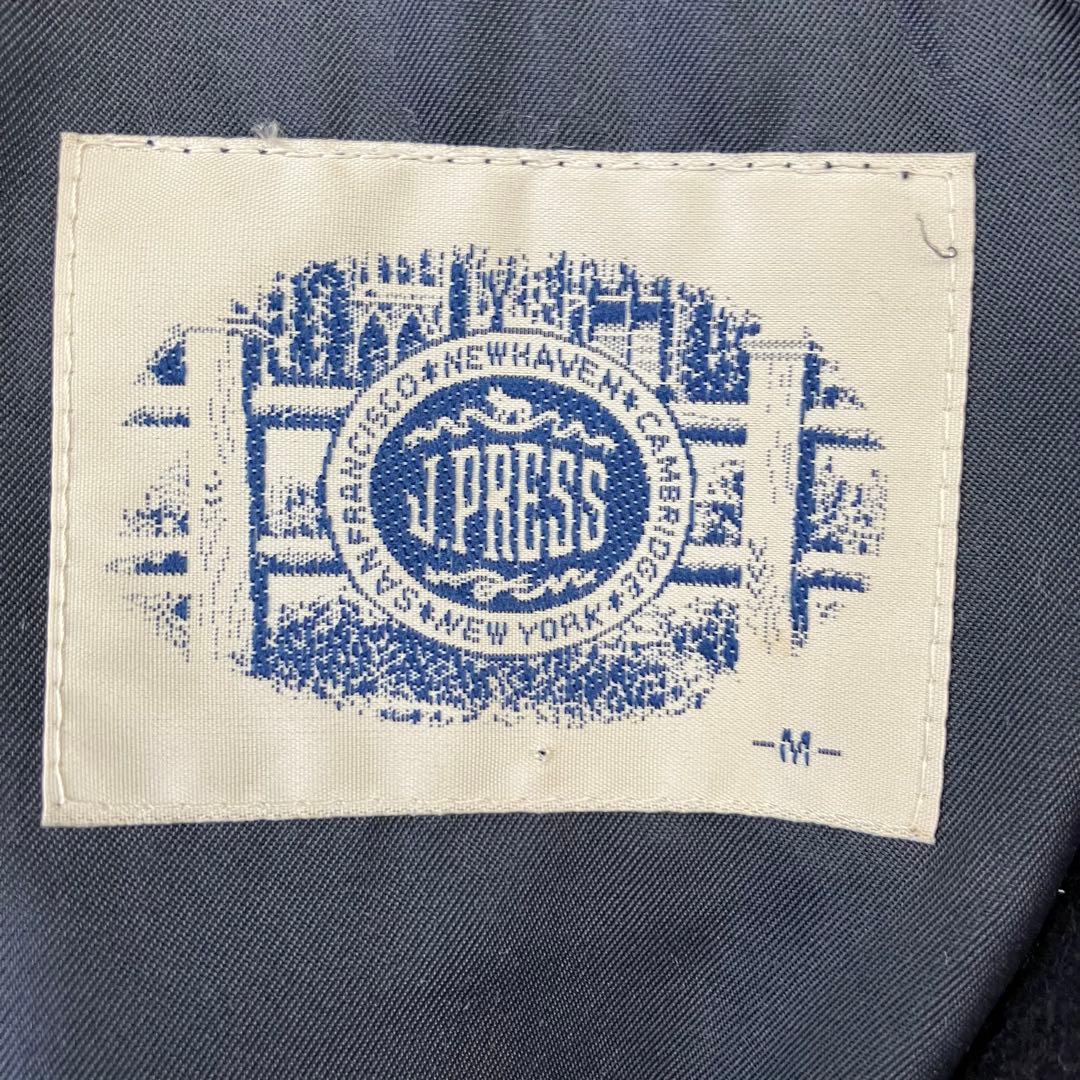 SAN FRANCISCO★NEW HAVEN★CAMBRIDGE★NEW YORK★
J.PRESS
-M-